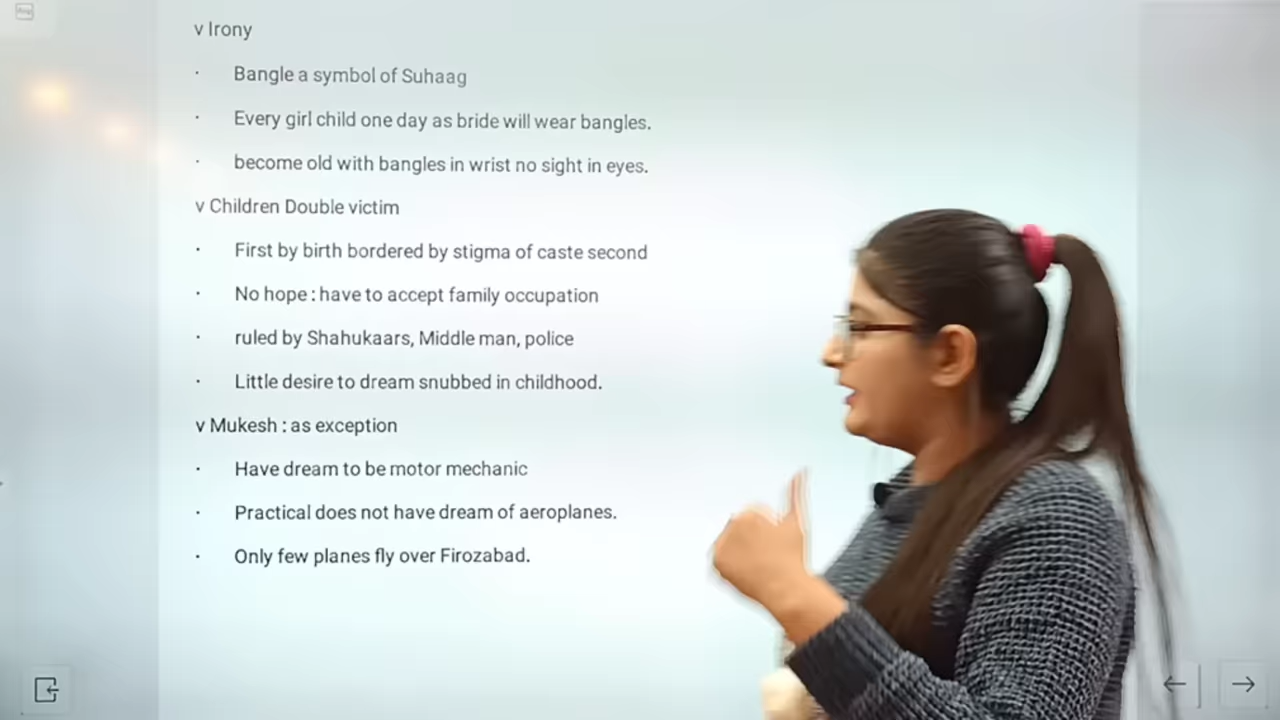 v Irony
· Bangle a symbol of Suhaag
· Every girl child one day as bride will wear bangles.
· become old with bangles in wrist no sight in eyes.
v Children Double victim
· First by birth bordered by stigma of caste second
· No hope : have to accept family occupation
· ruled by Shahukaars, Middle man, police
· Little desire to dream snubbed in childhood.
v Mukesh : as exception
· Have dream to be motor mechanic
· Practical does not have dream of aeroplanes.
· Only few planes fly over Firozabad.